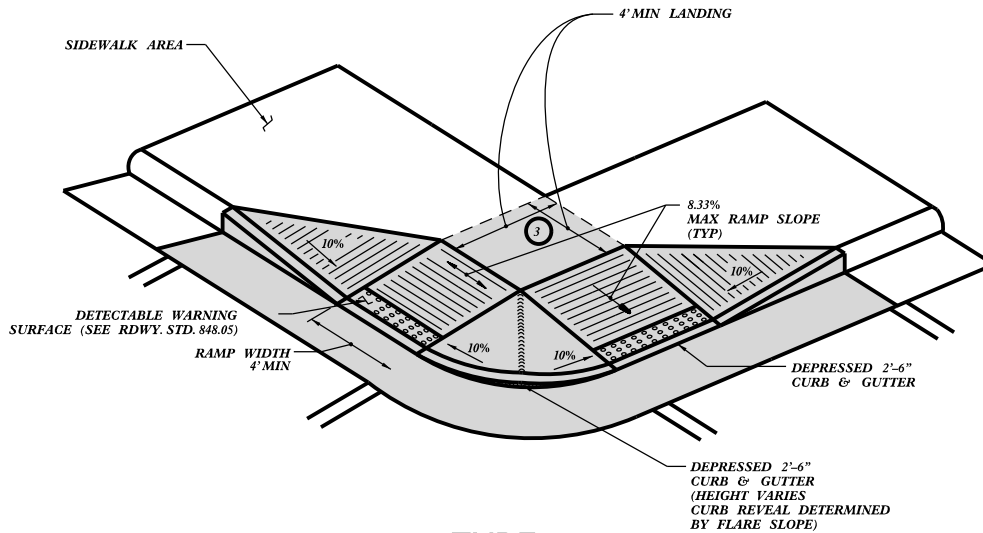 4' MIN LANDING
SIDEWALK AREA
8.33%
MAX RAMP SLOPE
(TYP)
3
10%
10%
DETECTABLE WARNING
SURFACE (SEE RDWY. STD. 848.05)
RAMP WIDTH
4' MIN
10%
10%
DEPRESSED 2'–6"
CURB & GUTTER
DEPRESSED 2'–6"
CURB & GUTTER
(HEIGHT VARIES
CURB REVEAL DETERMINED
BY FLARE SLOPE)